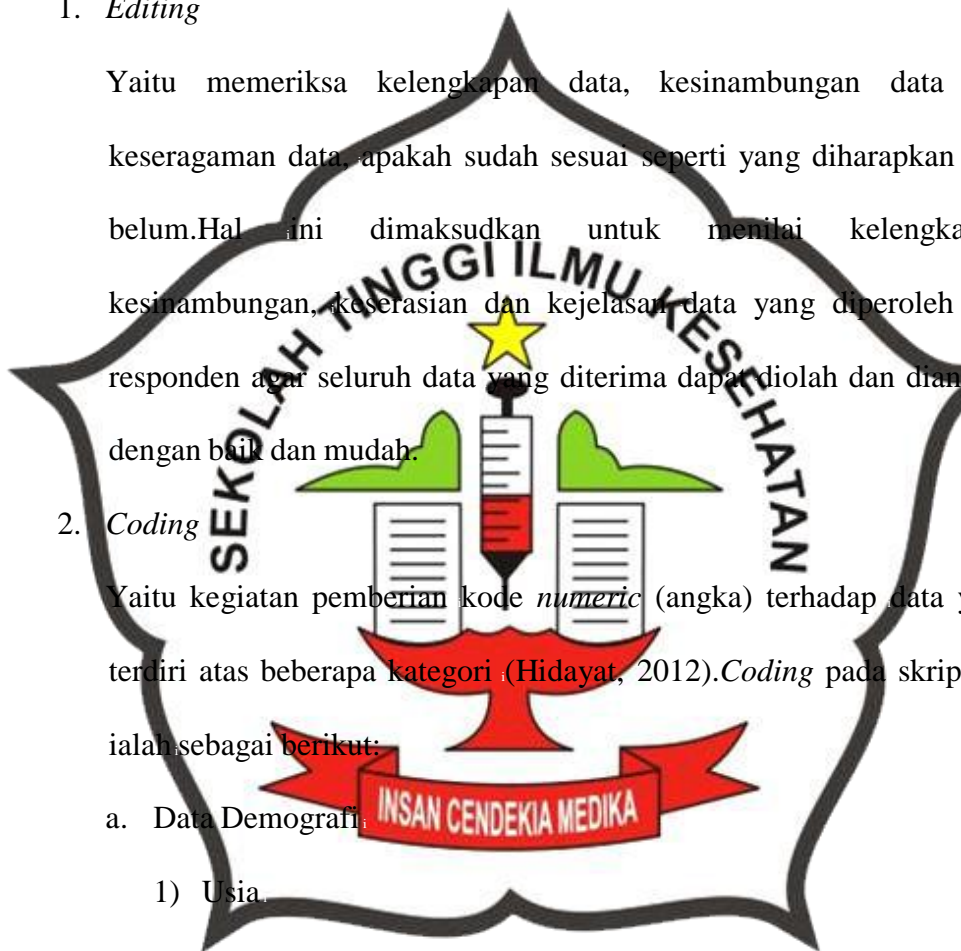 1. Editing
Yaitu memeriksa kelengkapan data, kesinambungan data
keseragaman data, apakah sudah sesuai seperti yang diharapkan
belum.Hal ini dimaksudkan untuk menilai kelengka
kesinambungan, keserasian dan kejelasan data yang diperoleh
responden agar seluruh data yang diterima dapat diolah dan dian
dengan baik dan mudah.
2. Coding
Yaitu kegiatan pemberian kode numeric (angka) terhadap data y
terdiri atas beberapa kategori (Hidayat, 2012).Coding pada skrip
ialah sebagai berikut:
a. Data Demografi
1) Usia
SEKOLAH TINGGI ILMU KESEHATAN
INSAN CENDEKIA MEDIKA